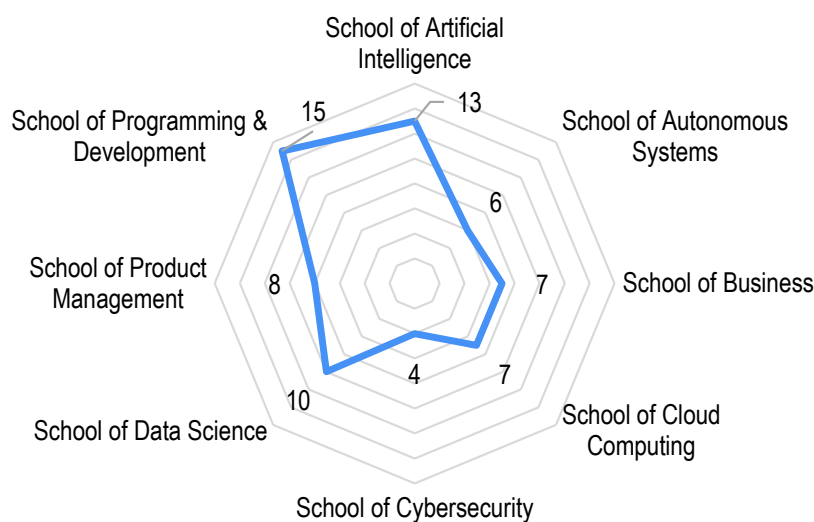 School of Artificial
Intelligence
13
School of Autonomous
Systems
6
School of Business
7
School of Cloud
Computing
7
School of Cybersecurity
4
School of Data Science
10
School of Product
Management
8
School of Programming &
Development
15